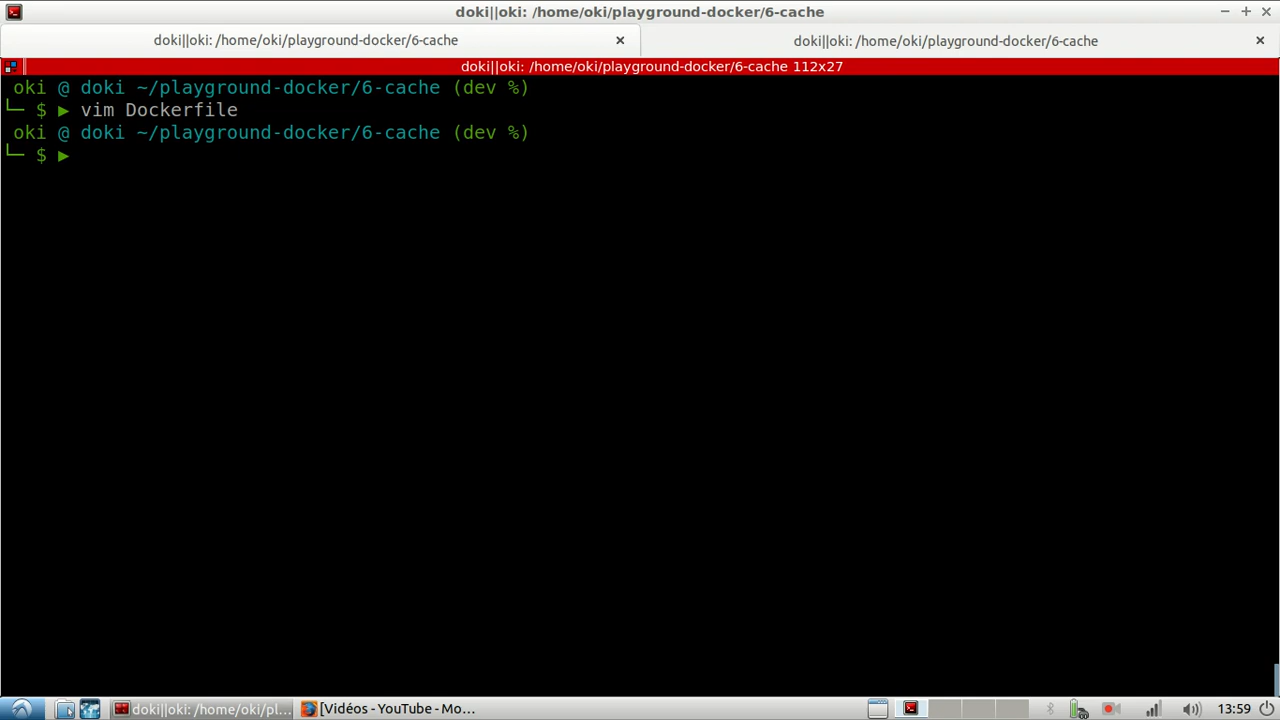 doki||oki: /home/oki/playground-docker/6-cache
doki||oki: /home/oki/playground-docker/6-cache
doki||oki: /home/oki/playground-docker/6-cache
doki||oki: /home/oki/playground-docker/6-cache 112x27
oki @ doki ~/playground-docker/6-cache (dev %)
└─ $ ▶ vim Dockerfile
oki @ doki ~/playground-docker/6-cache (dev %)
└─ $ ▶
doki||oki: /home/oki/pl...
[Vidéos - YouTube - Mo...
13:59